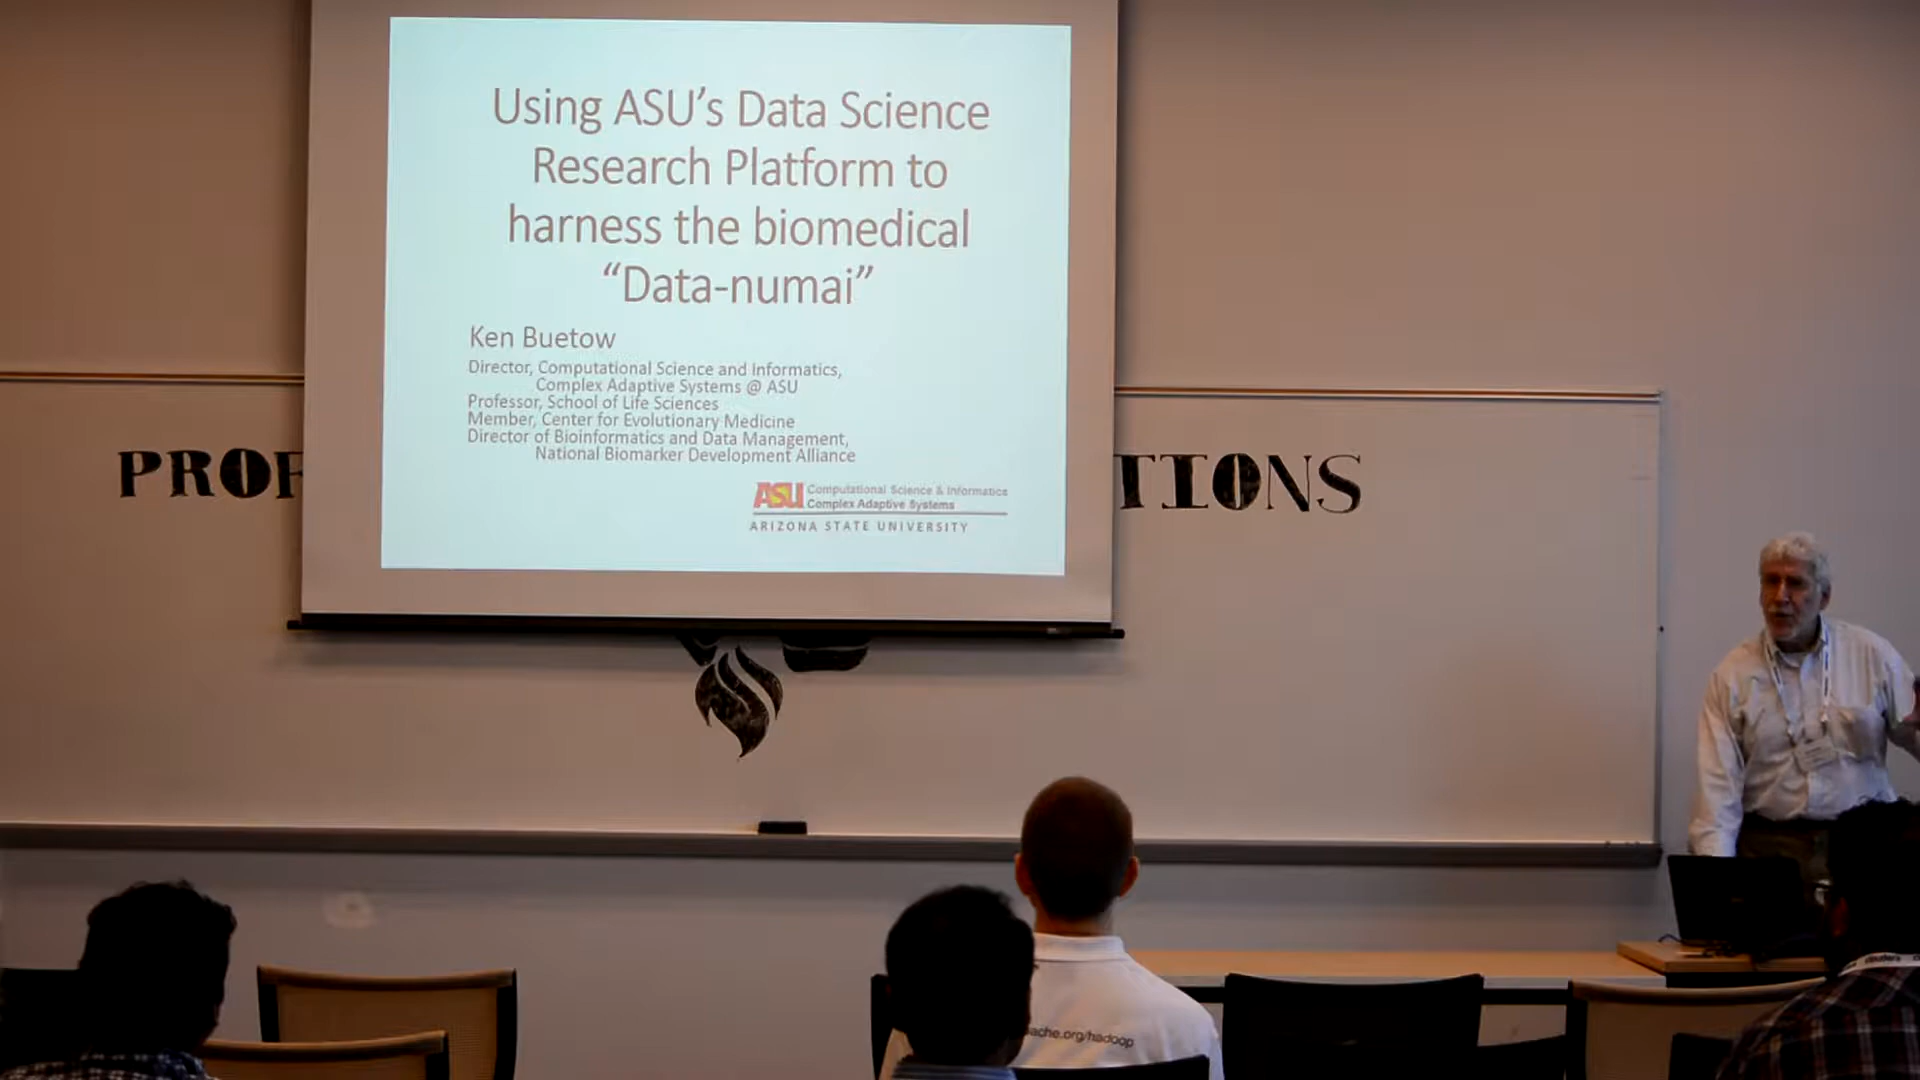 Using ASU’s Data Science
Research Platform to
harness the biomedical
“Data-numai”
Ken Buetow
Director, Computational Science and Informatics,
Complex Adaptive Systems @ ASU
Professor, School of Life Sciences
Member, Center for Evolutionary Medicine
Director of Bioinformatics and Data Management,
National Biomarker Development Alliance
ASU Computational Science & Informatics
Complex Adaptive Systems
ARIZONA STATE UNIVERSITY
PROF
TIONS
ache.org/hadoop
cloudera